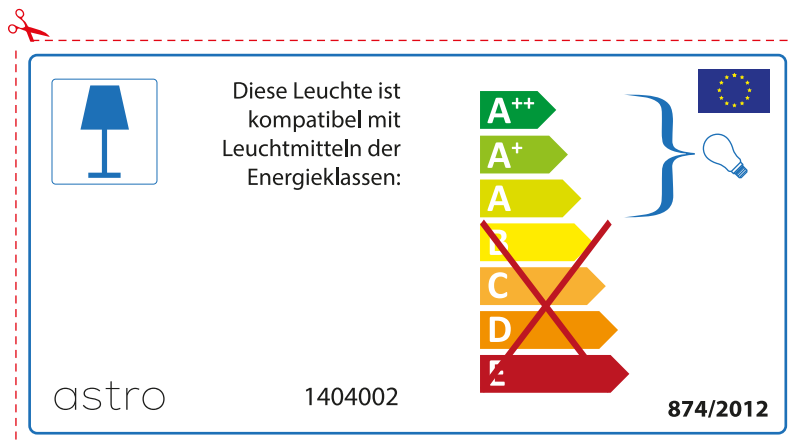 Diese Leuchte ist
kompatibel mit
Leuchtmitteln der
Energieklassen:
A++
A+
A
B
C
D
E
astro
1404002
874/2012